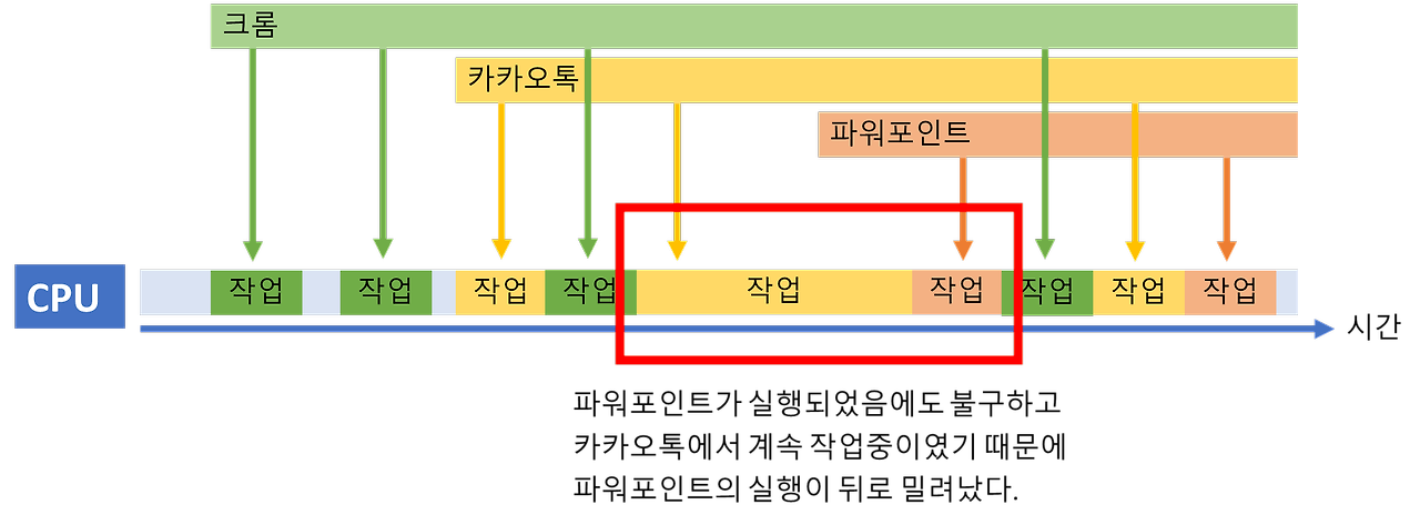 크롬
카카오톡
파워포인트
CPU
작업
작업
작업
작업
작업
작업
작업
작업
작업
시간
파워포인트가 실행되었음에도 불구하고
카카오톡에서 계속 작업중이였기 때문에
파워포인트의 실행이 뒤로 밀려났다.